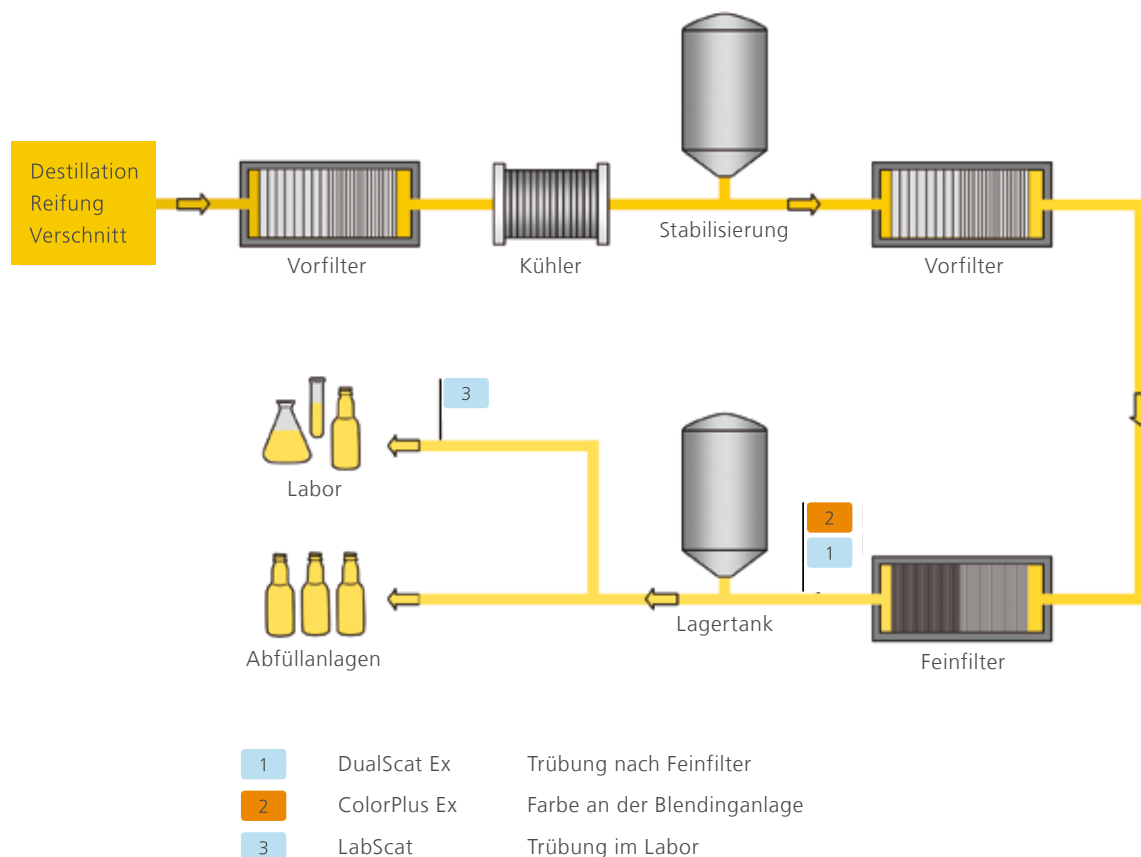 Destillation
Reifung
Verschnitt
Vorfilter
Kühler
Stabilisierung
Vorfilter
3
Labor
2
1
Lagertank
Feinfilter
Abfüllanlagen
1 DualScat Ex Trübung nach Feinfilter
2 ColorPlus Ex Farbe an der Blendinganlage
3 LabScat Trübung im Labor